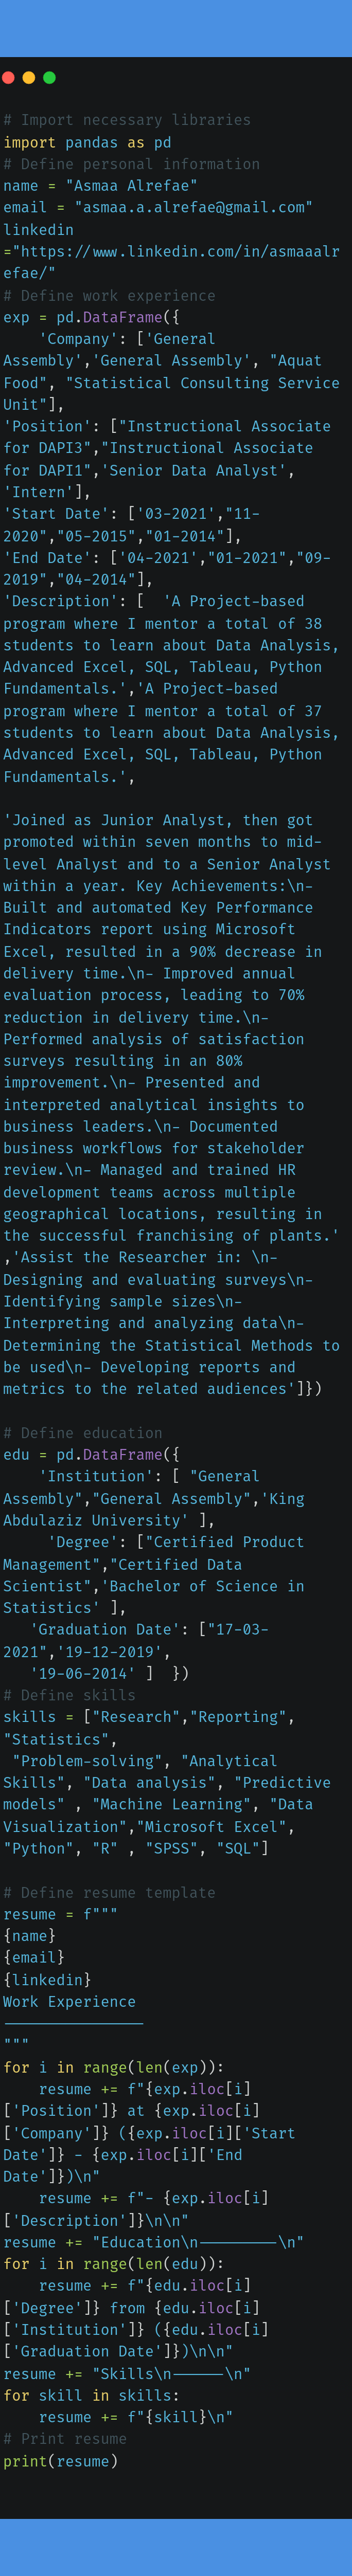 # Import necessary libraries
import pandas as pd
# Define personal information
name = "Asmaa Alrefae"
email = "asmaa.a.alrefae@gmail.com"
linkedin
="https://www.linkedin.com/in/asmaaalr
efae/"
# Define work experience
exp = pd.DataFrame({
    'Company': ['General
Assembly','General Assembly', "Aquat
Food", "Statistical Consulting Service
Unit"],
'Position': ["Instructional Associate
for DAPI3","Instructional Associate
for DAPI1",'Senior Data Analyst',
'Intern'],
'Start Date': ['03-2021',"11-
2020","05-2015","01-2014"],
'End Date': ['04-2021',"01-2021","09-
2019","04-2014"],
'Description': [  'A Project-based
program where I mentor a total of 38
students to learn about Data Analysis,
Advanced Excel, SQL, Tableau, Python
Fundamentals.','A Project-based
program where I mentor a total of 37
students to learn about Data Analysis,
Advanced Excel, SQL, Tableau, Python
Fundamentals.',

'Joined as Junior Analyst, then got
promoted within seven months to mid-
level Analyst and to a Senior Analyst
within a year. Key Achievements:\n-
Built and automated Key Performance
Indicators report using Microsoft
Excel, resulted in a 90% decrease in
delivery time.\n- Improved annual
evaluation process, leading to 70%
reduction in delivery time.\n-
Performed analysis of satisfaction
surveys resulting in an 80%
improvement.\n- Presented and
interpreted analytical insights to
business leaders.\n- Documented
business workflows for stakeholder
review.\n- Managed and trained HR
development teams across multiple
geographical locations, resulting in
the successful franchising of plants.'
,'Assist the Researcher in: \n-
Designing and evaluating surveys\n-
Identifying sample sizes\n-
Interpreting and analyzing data\n-
Determining the Statistical Methods to
be used\n- Developing reports and
metrics to the related audiences']})

# Define education
edu = pd.DataFrame({
    'Institution': [ "General
Assembly","General Assembly",'King
Abdulaziz University' ],
     'Degree': ["Certified Product
Management","Certified Data
Scientist",'Bachelor of Science in
Statistics' ],
   'Graduation Date': ["17-03-
2021",'19-12-2019',
   '19-06-2014' ]  })
# Define skills
skills = ["Research","Reporting",
"Statistics",
 "Problem-solving", "Analytical
Skills", "Data analysis", "Predictive
models" , "Machine Learning", "Data
Visualization","Microsoft Excel",
"Python", "R" , "SPSS", "SQL"]

# Define resume template
resume = f"""
{name}
{email}
{linkedin}
Work Experience
----------------
"""
for i in range(len(exp)):
    resume += f"{exp.iloc[i]
['Position']} at {exp.iloc[i]
['Company']} ({exp.iloc[i]['Start
Date']} - {exp.iloc[i]['End
Date']})\n"
    resume += f"- {exp.iloc[i]
['Description']}\n\n"
resume += "Education\n---------\n"
for i in range(len(edu)):
    resume += f"{edu.iloc[i]
['Degree']} from {edu.iloc[i]
['Institution']} ({edu.iloc[i]
['Graduation Date']})\n\n"
resume += "Skills\n------\n"
for skill in skills:
    resume += f"{skill}\n"
# Print resume
print(resume)